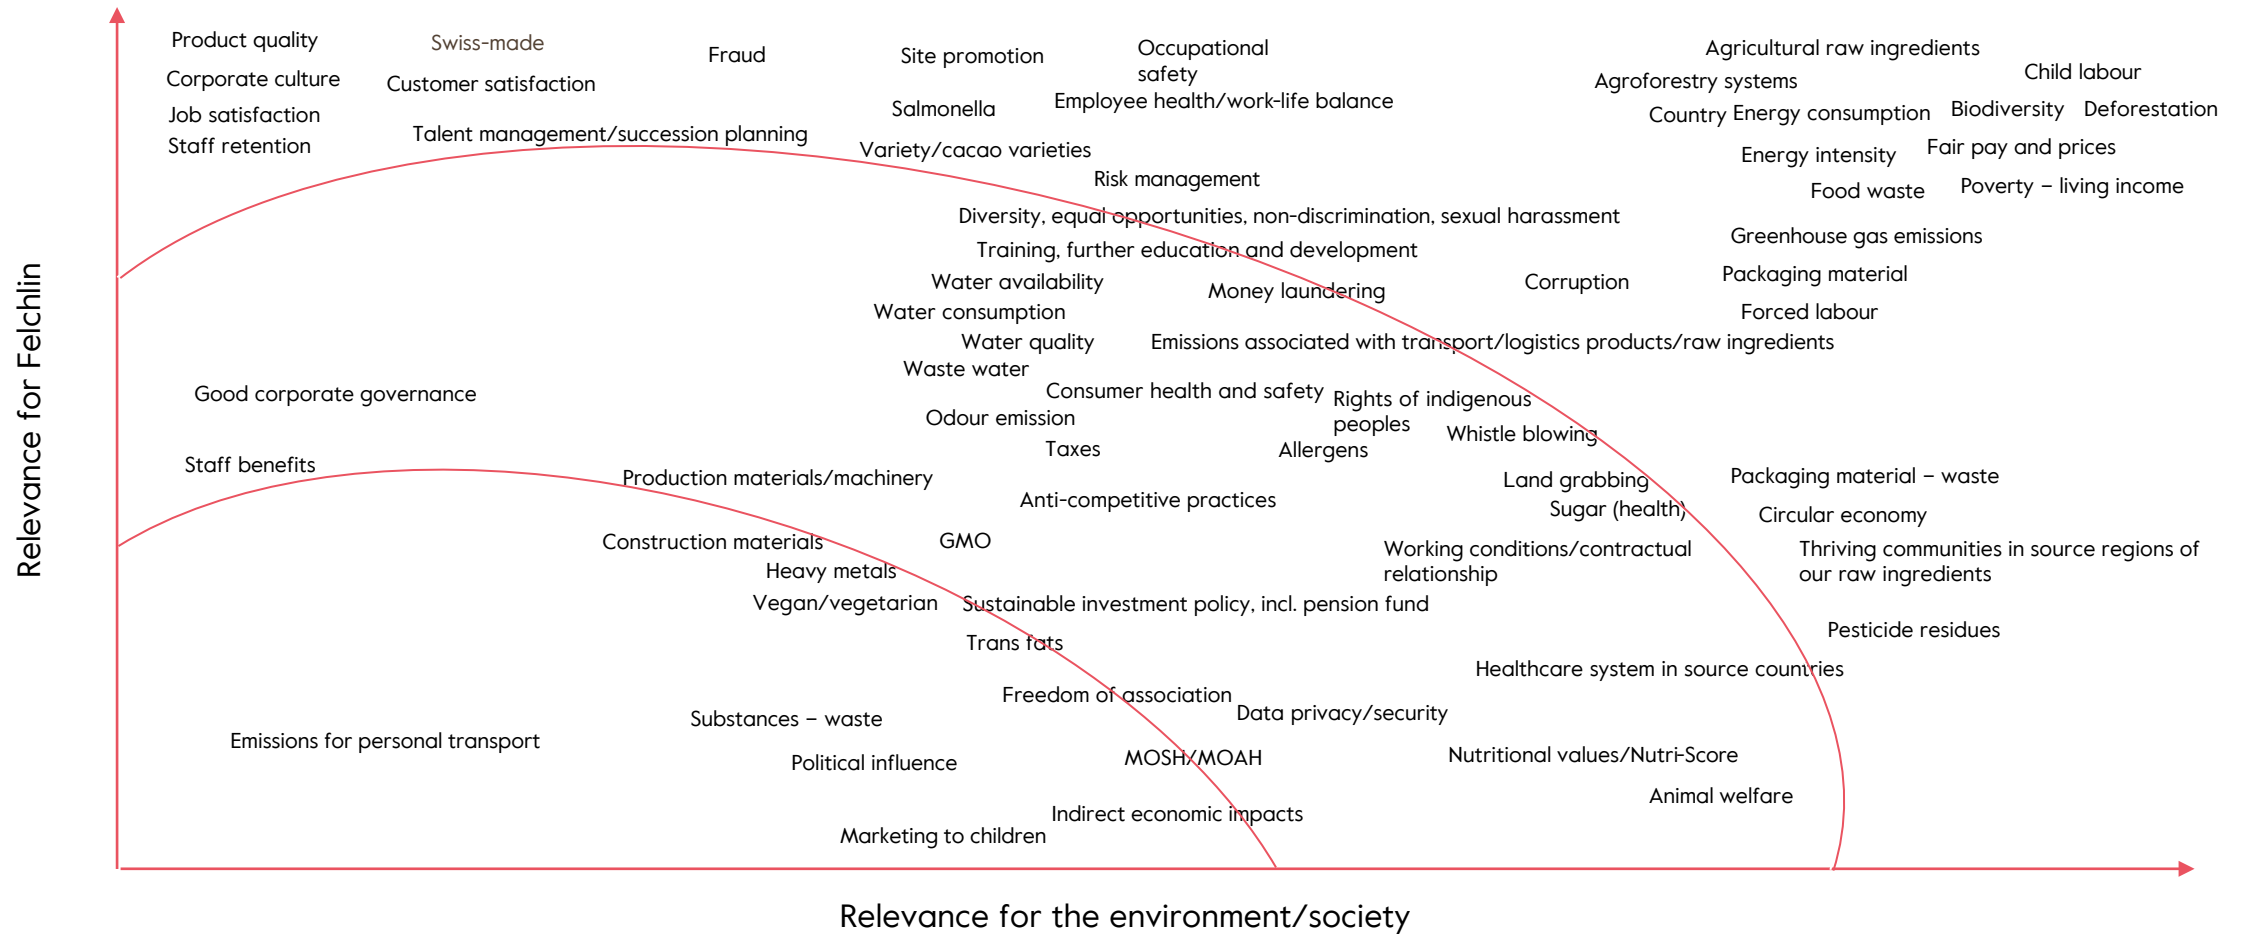 Product quality
Swiss-made
Fraud
Site promotion
Occupational
safety
Agricultural raw ingredients
Child labour
Corporate culture
Customer satisfaction
Agroforestry systems
Salmonella
Employee health/work-life balance
Job satisfaction
Country
Energy consumption
Biodiversity
Deforestation
Talent management/succession planning
Staff retention
Variety/cacao varieties
Energy intensity
Fair pay and prices
Risk management
Food waste
Poverty – living income
Diversity, equal opportunities, non-discrimination, sexual harassment
Greenhouse gas emissions
Training, further education and development
Water availability
Money laundering
Corruption
Packaging material
Water consumption
Forced labour
Water quality
Emissions associated with transport/logistics products/raw ingredients
Waste water
Good corporate governance
Consumer health and safety
Rights of indigenous
peoples
Odour emission
Whistle blowing
Taxes
Allergens
Staff benefits
Production materials/machinery
Land grabbing
Packaging material – waste
Anti-competitive practices
Sugar (health)
Circular economy
Construction materials
GMO
Working conditions/contractual
relationship
Thriving communities in source regions of
our raw ingredients
Heavy metals
Vegan/vegetarian
Sustainable investment policy, incl. pension fund
Trans fats
Pesticide residues
Healthcare system in source countries
Freedom of association
Substances – waste
Data privacy/security
Emissions for personal transport
Political influence
MOSH/MOAH
Nutritional values/Nutri-Score
Animal welfare
Indirect economic impacts
Marketing to children
Relevance for Felchlin
Relevance for the environment/society